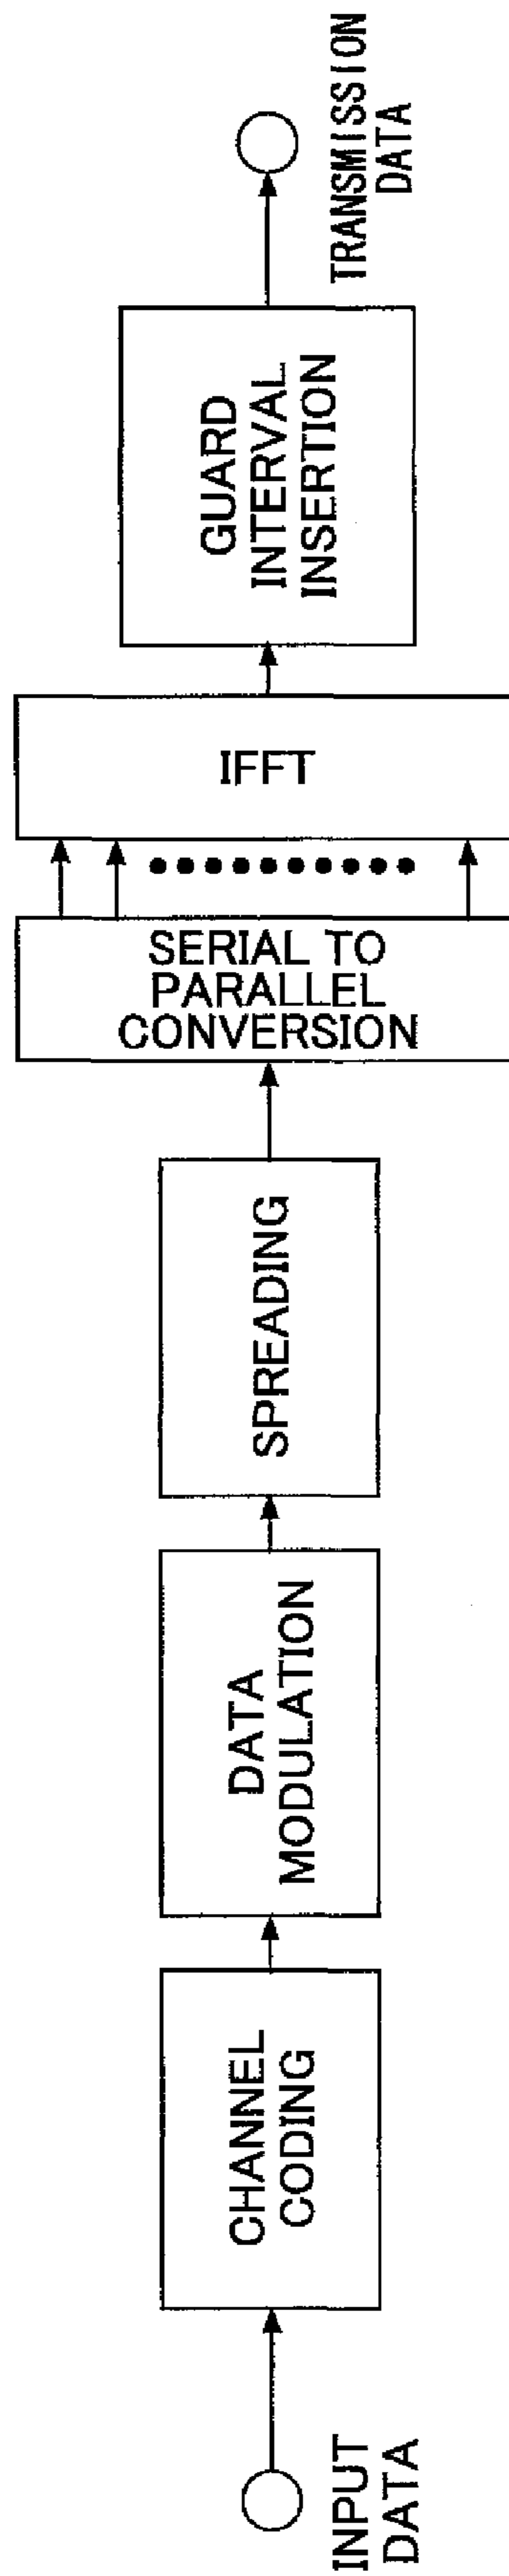 INPUT
DATA
CHANNEL
CODING
DATA
MODULATION
SPREADING
SERIAL TO
PARALLEL
CONVERSION
IFFT
GUARD
INTERVAL
INSERTION
TRANSMISSION
DATA